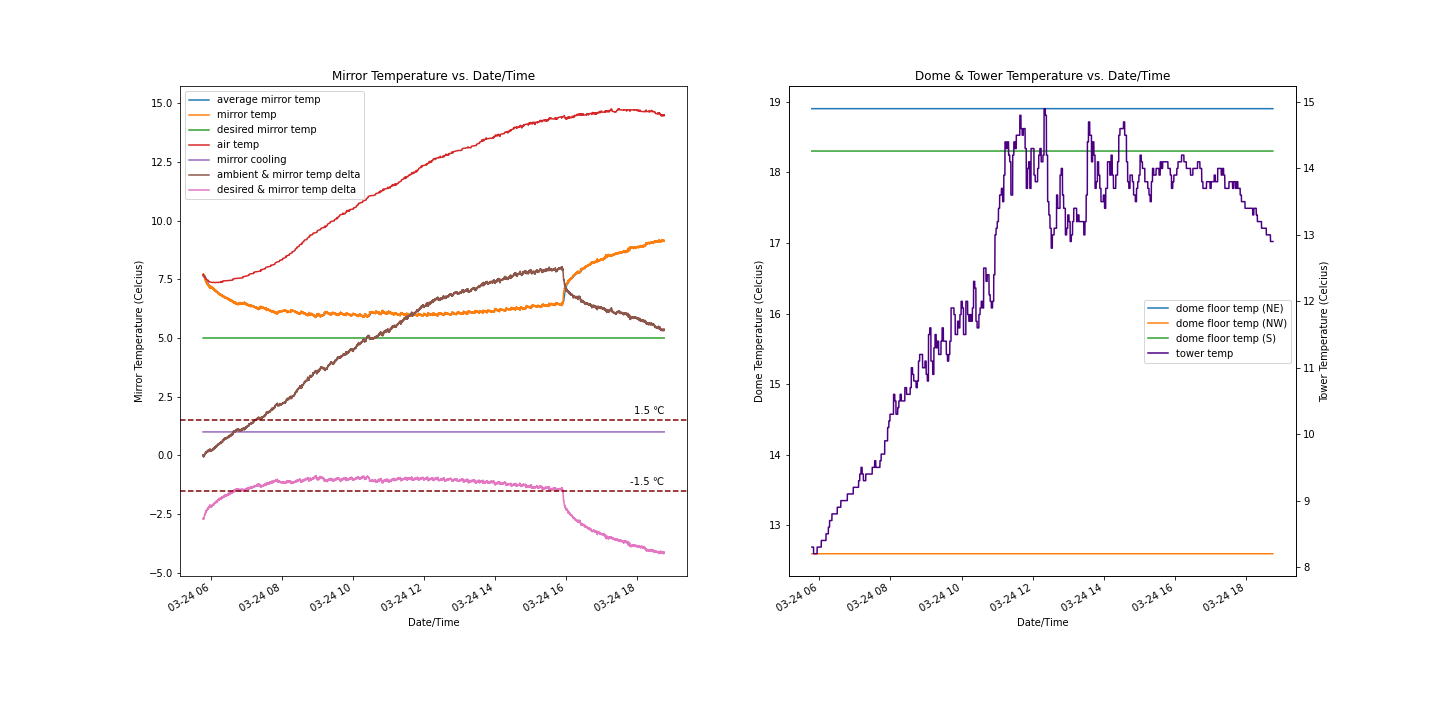 Mirror Temperature vs. Date/Time
Mirror Temperature (Celcius)
15.0
12.5
10.0
7.5
5.0
2.5
0.0
−2.5
−5.0
average mirror temp
mirror temp
desired mirror temp
air temp
mirror cooling
ambient & mirror temp delta
desired & mirror temp delta
1.5 °C
-1.5 °C
03-24 06
03-24 08
03-24 10
03-24 12
03-24 14
03-24 16
03-24 18
Date/Time
Dome & Tower Temperature vs. Date/Time
Dome Temperature (Celcius)
19
18
17
16
15
14
13
dome floor temp (NE)
dome floor temp (NW)
dome floor temp (S)
tower temp
15
14
13
12
11
10
9
8
Tower Temperature (Celcius)
03-24 06
03-24 08
03-24 10
03-24 12
03-24 14
03-24 16
03-24 18
Date/Time